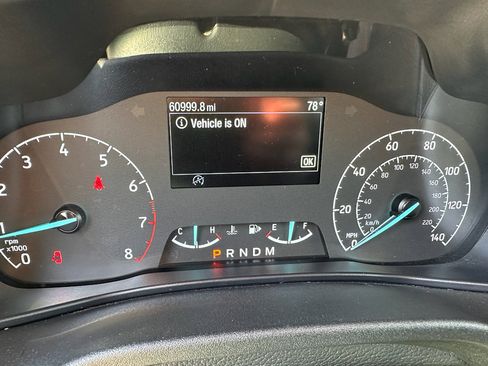 60999.8 mi 78°
Vehicle is ON
OK
1 2 3 4 5 6 7 8
rpm
x1000 0
C H E F
P R N D M
0 20 40 60 80 100 120 140
MPH
km/h
0 20 40 60 80 100 120 140 160 180 200 220